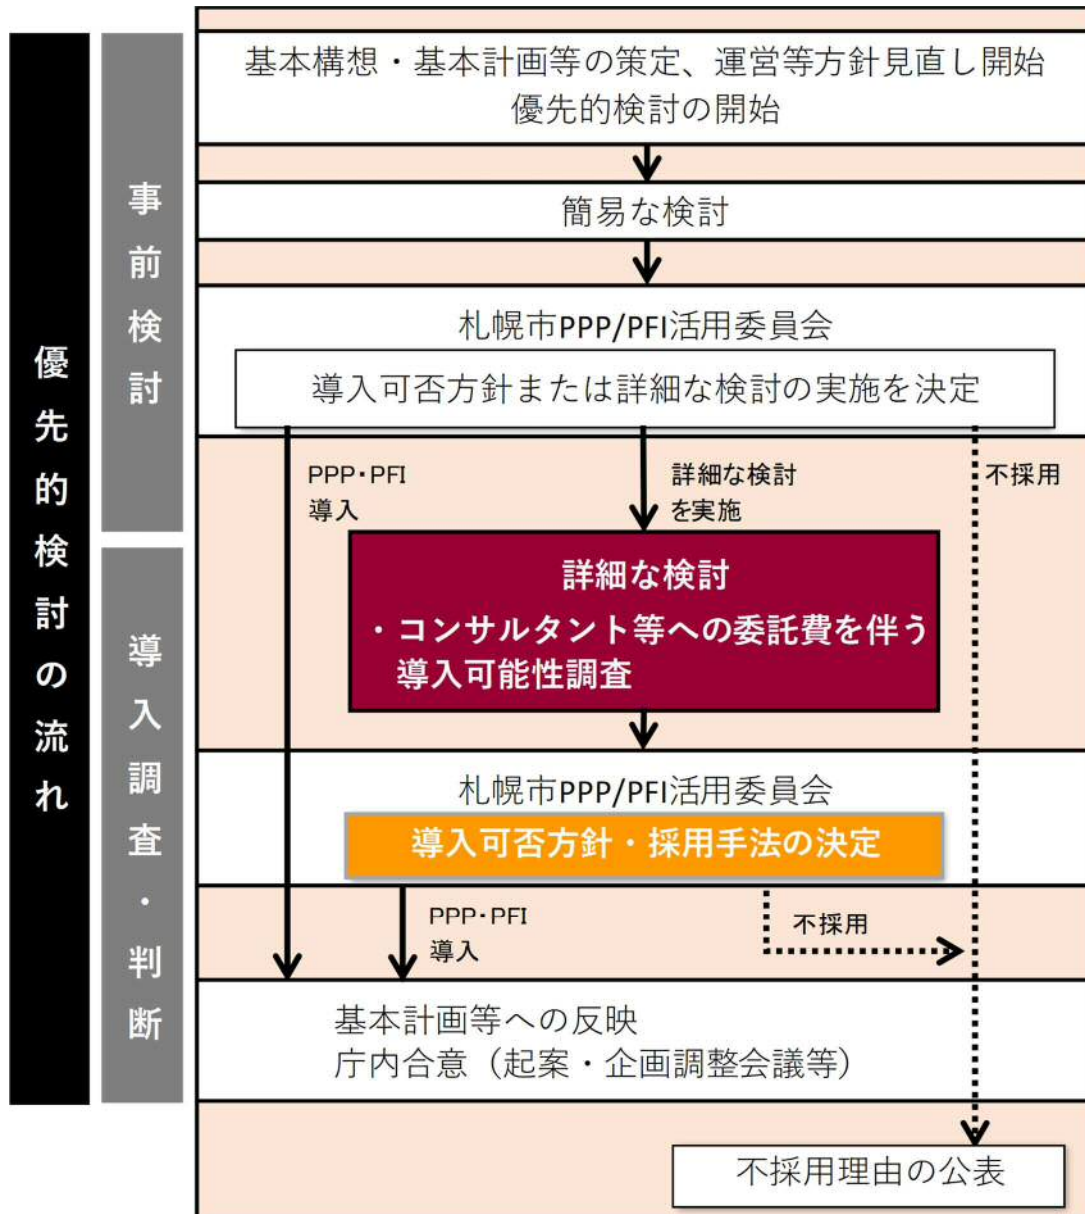 優先的検討の流れ
事前検討
導入調査・判断
基本構想・基本計画等の策定、運営等方針見直し開始
優先的検討の開始
簡易な検討
札幌市PPP/PFI活用委員会
導入可否方針または詳細な検討の実施を決定
PPP・PFI
導入
詳細な検討
を実施
不採用
詳細な検討
・コンサルタント等への委託費を伴う
導入可能性調査
札幌市PPP/PFI活用委員会
導入可否方針・採用手法の決定
PPP・PFI
導入
不採用
基本計画等への反映
庁内合意（起案・企画調整会議等）
不採用理由の公表